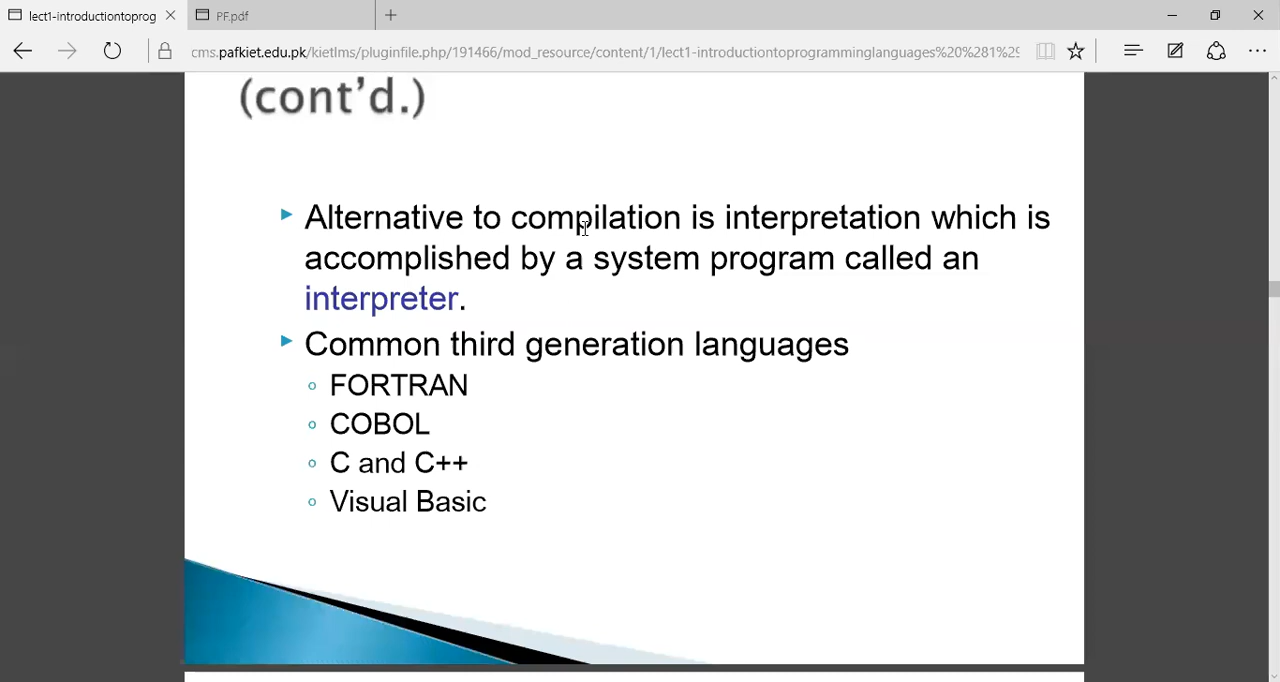 lect1-introductiontoprog
PF.pdf
cms.pafkiet.edu.pk/kietlms/pluginfile.php/191466/mod_resource/content/1/lect1-introductiontoprogramminglanguages%20%281%29
(cont’d.)
Alternative to compilation is interpretation which is
accomplished by a system program called an
interpreter.
Common third generation languages
FORTRAN
COBOL
C and C++
Visual Basic